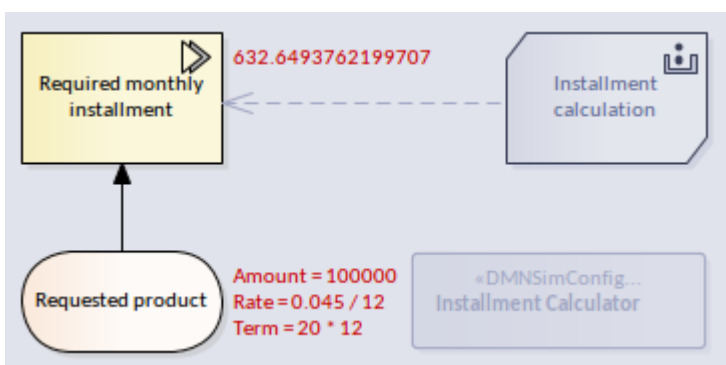 632.6493762199707
Required monthly
installment
Installment
calculation
Requested product
Amount = 100000
Rate = 0.045 / 12
Term = 20 * 12
«DMNSimConfig...
Installment Calculator